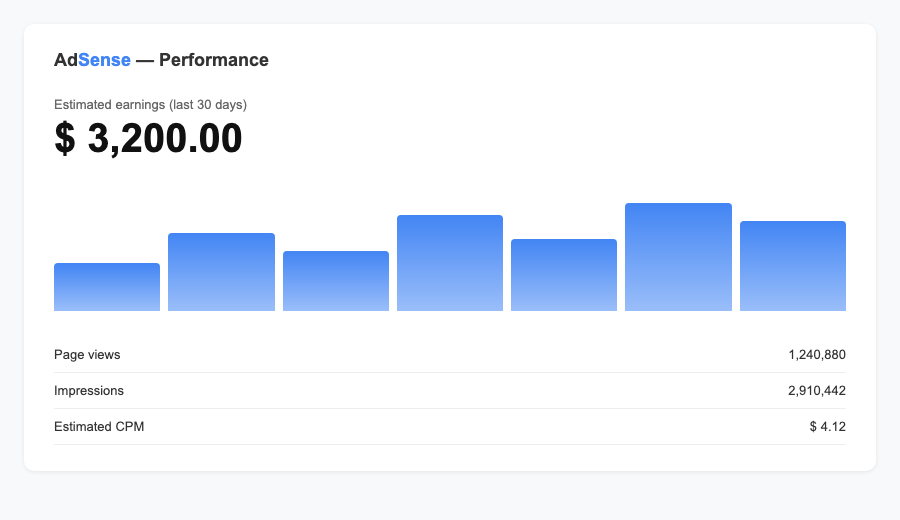 AdSense — Performance
Estimated earnings (last 30 days)
$ 3,200.00
Page views 1,240,880
Impressions 2,910,442
Estimated CPM $ 4.12